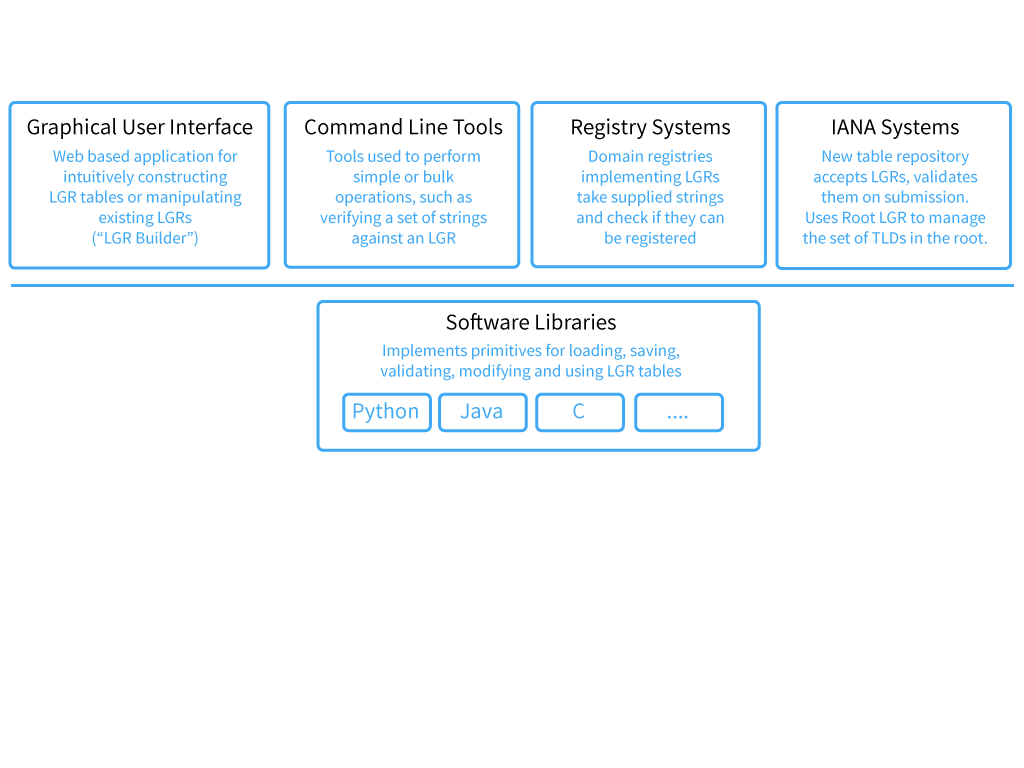 Graphical User Interface
Web based application for
intuitively constructing
LGR tables or manipulating
existing LGRs
(“LGR Builder”)
Command Line Tools
Tools used to perform
simple or bulk
operations, such as
verifying a set of strings
against an LGR
Registry Systems
Domain registries
implementing LGRs
take supplied strings
and check if they can
be registered
IANA Systems
New table repository
accepts LGRs, validates
them on submission.
Uses Root LGR to manage
the set of TLDs in the root.
Software Libraries
Implements primitives for loading, saving,
validating, modifying and using LGR tables
Python
Java
C
....